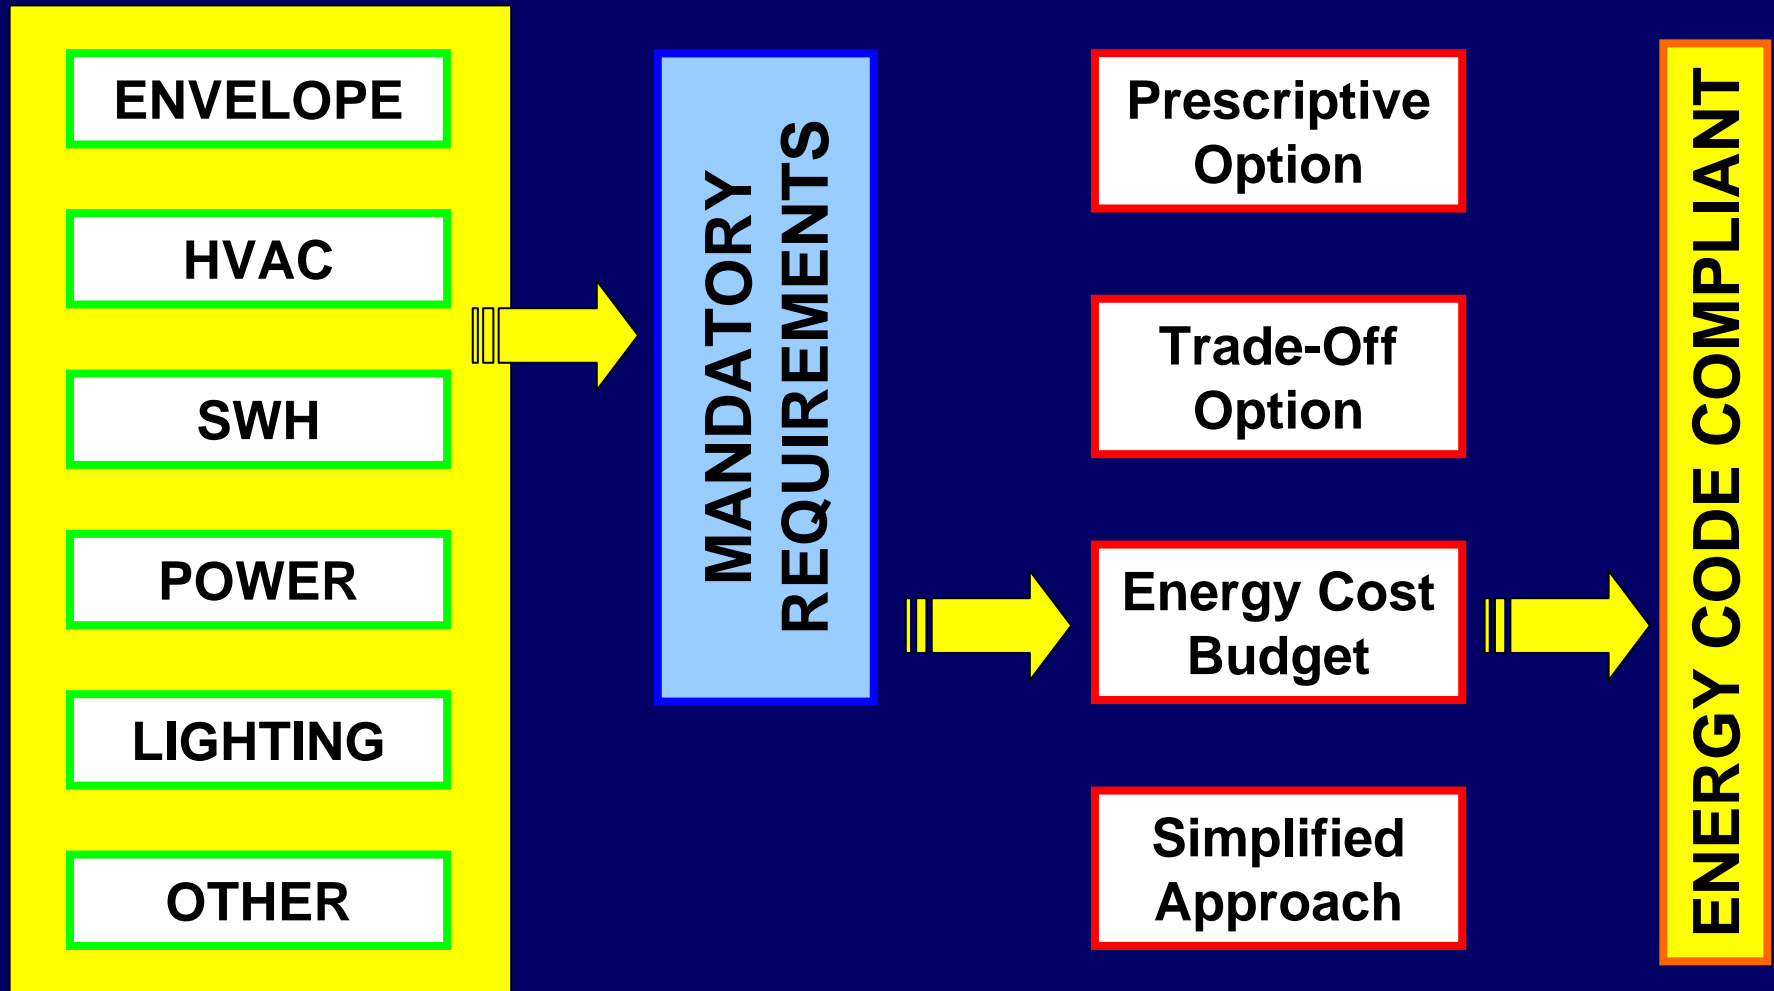 ENVELOPE
HVAC
SWH
POWER
LIGHTING
OTHER
MANDATORY
REQUIREMENTS
Prescriptive
Option
Trade-Off
Option
Energy Cost
Budget
Simplified
Approach
ENERGY CODE COMPLIANT